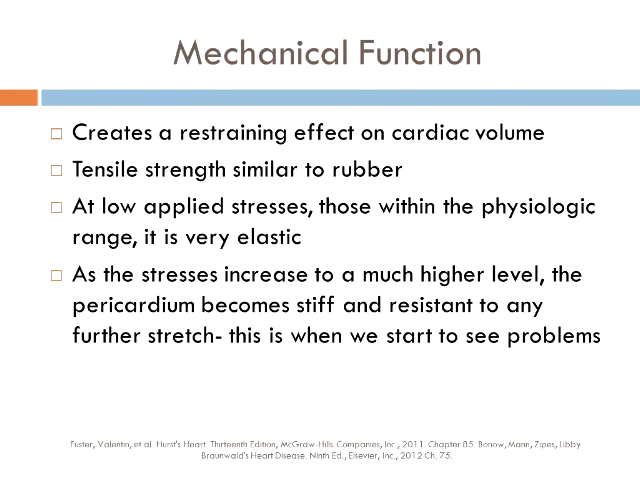 Mechanical Function
Creates a restraining effect on cardiac volume
Tensile strength similar to rubber
At low applied stresses, those within the physiologic
range, it is very elastic
As the stresses increase to a much higher level, the
pericardium becomes stiff and resistant to any
further stretch- this is when we start to see problems
Fuster, Valentin, et al. Hurst's Heart. Thirteenth Edition, McGraw-Hills Companies, Inc., 2011. Chapter 85. Bonow, Mann, Zipes, Libby
Braunwald's Heart Disease. Ninth Ed., Elsevier, Inc., 2012 Ch. 75.